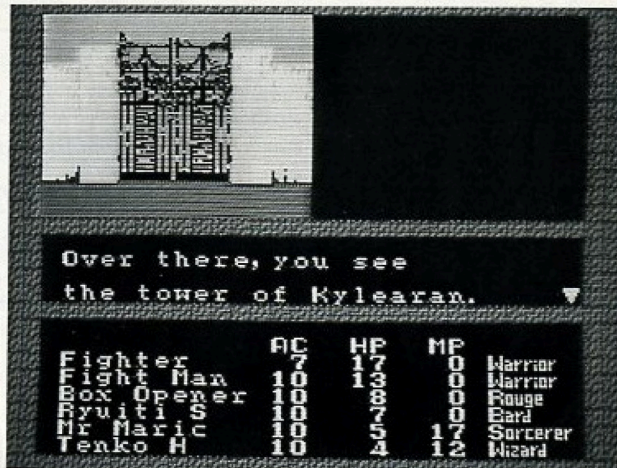 Over there, you see
the tower of Kylearan. ▼
AC HP MP
Fighter 7 17 0 Warrior
Fight Man 10 13 0 Warrior
Box Opener 10 8 0 Rouge
Ryuiti S 10 7 0 Bard
Mr Maric 10 5 17 Sorcerer
Tenko H 10 4 12 Wizard